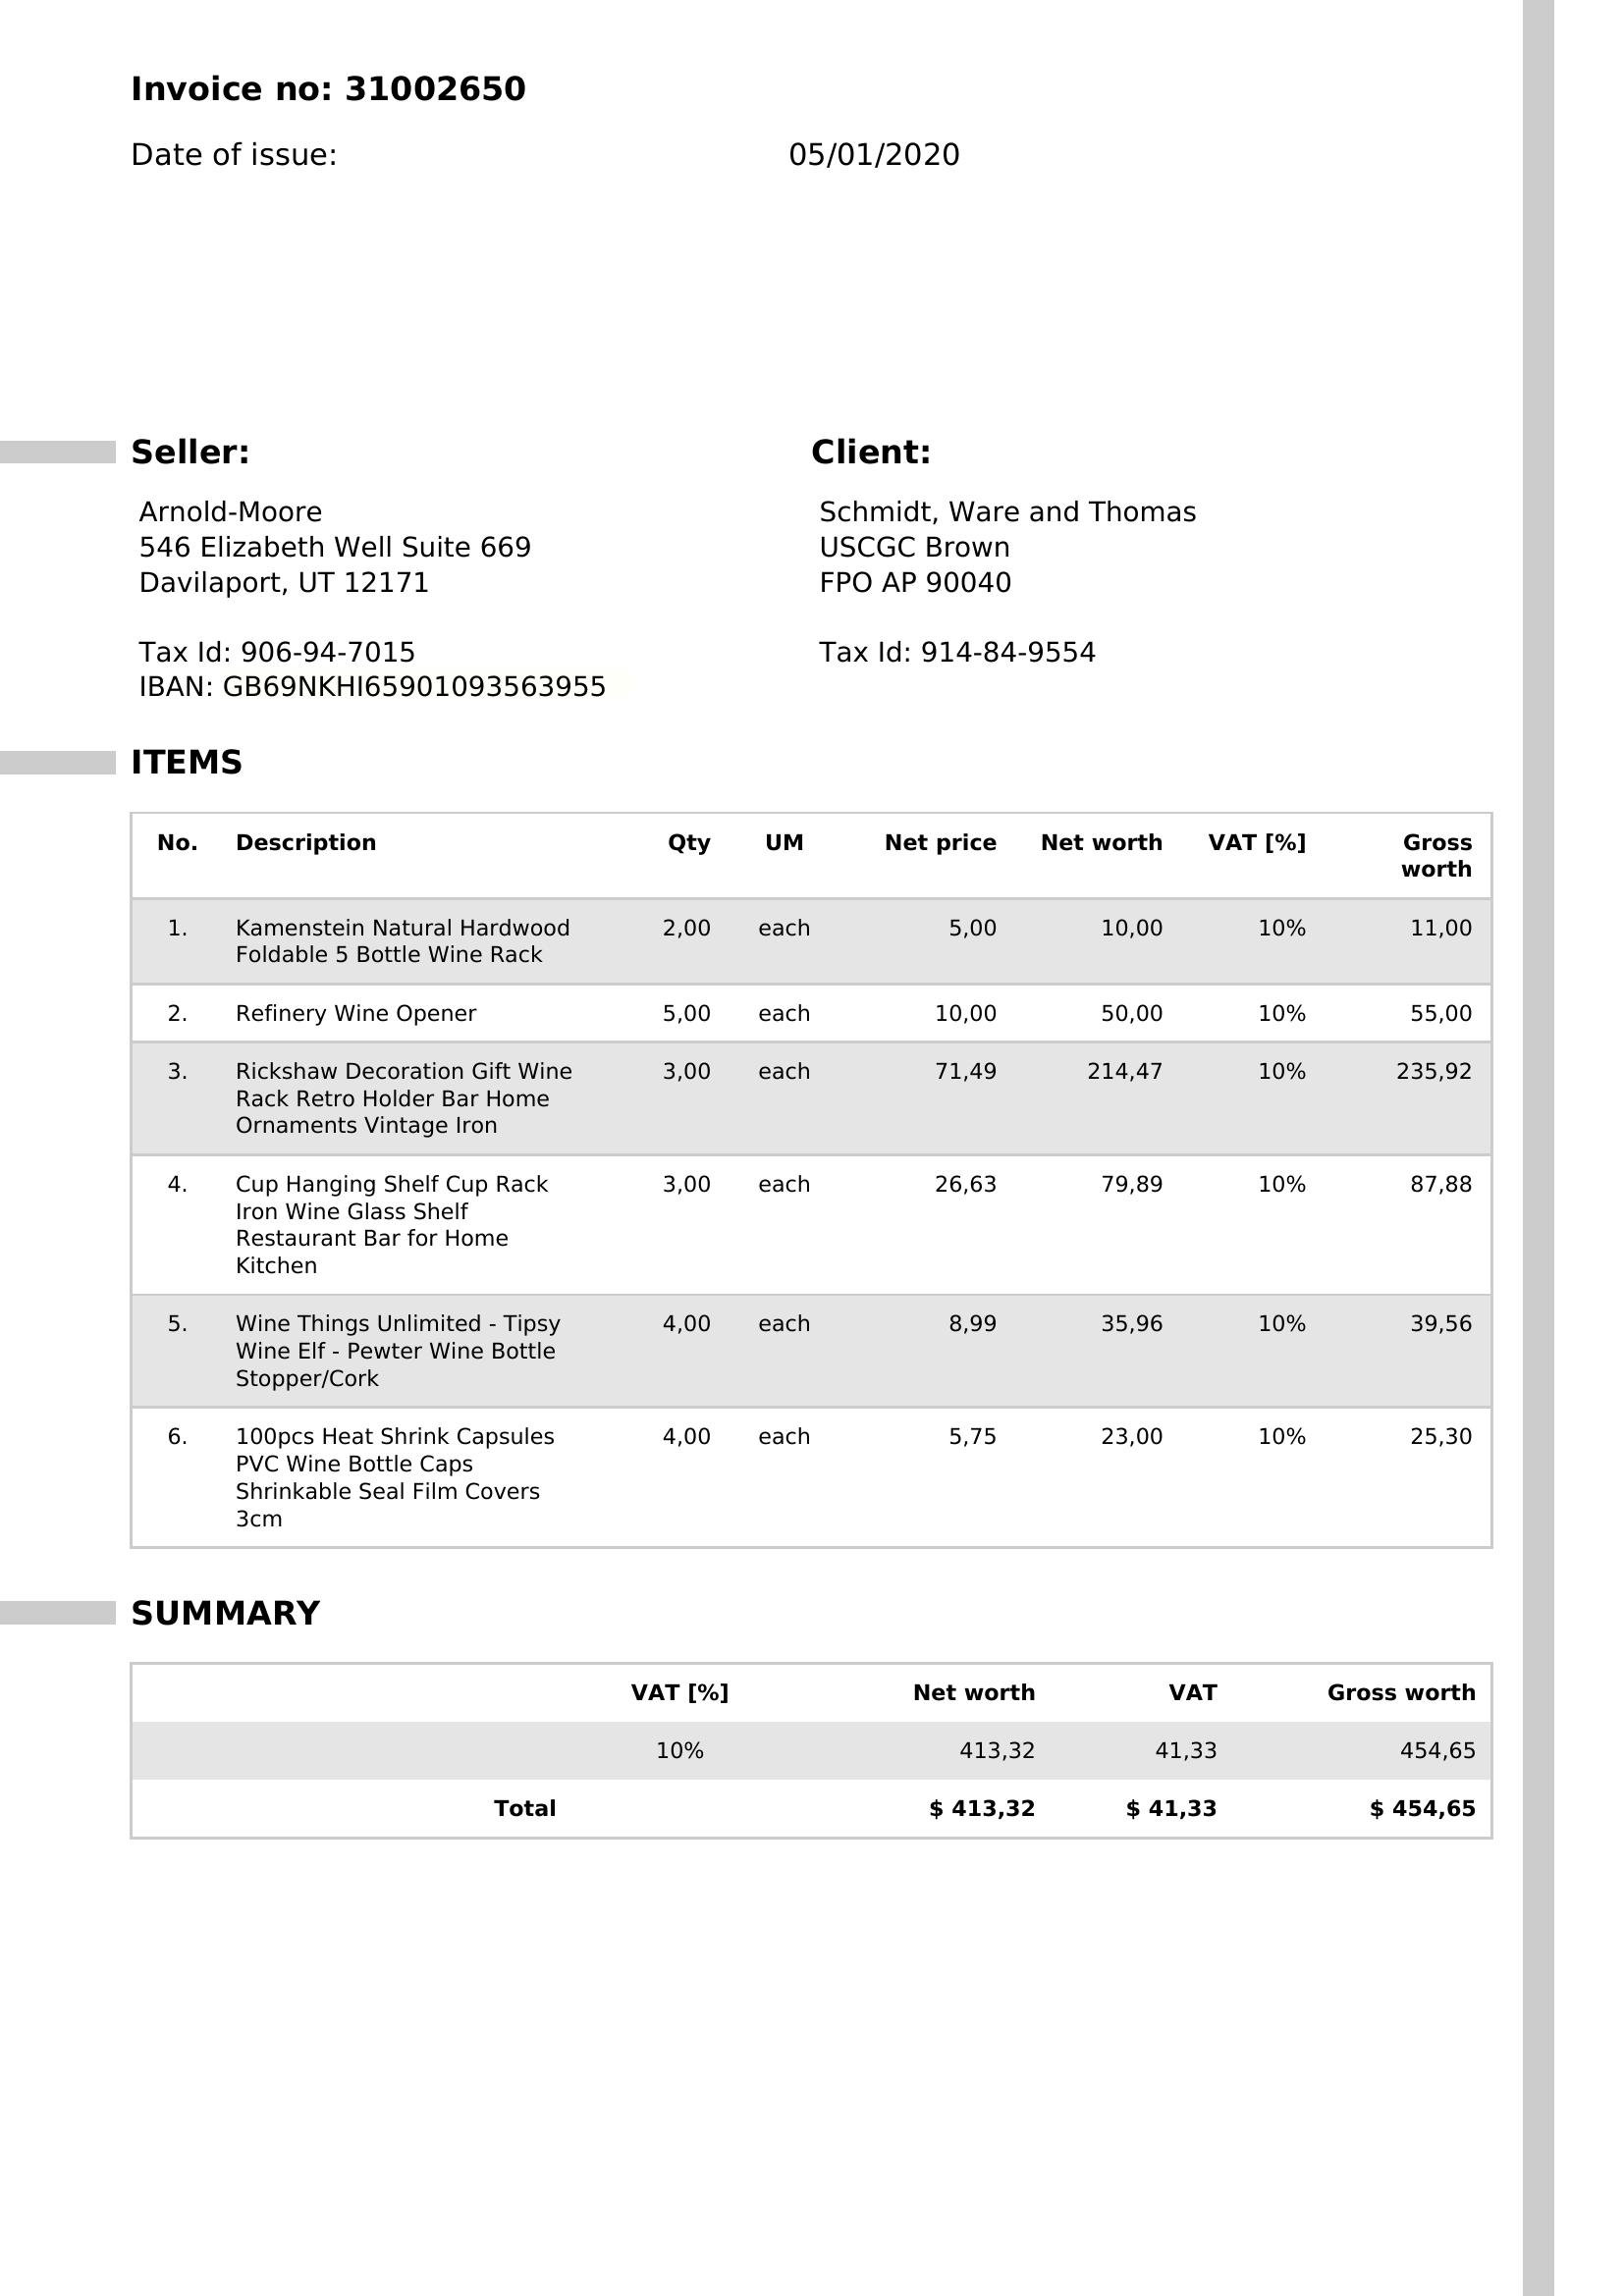 Invoice no: 31002650
Date of issue: 05/01/2020
Seller: Client:
Arnold-Moore Schmidt, Ware and Thomas
546 Elizabeth Well Suite 669 USCGC Brown
Davilaport, UT 12171 FPO AP 90040
Tax Id: 906-94-7015 Tax Id: 914-84-9554
IBAN: GB69NKHI65901093563955
ITEMS
No. Description Qty UM Net price Net worth VAT [%] Gross
worth
1. Kamenstein Natural Hardwood 2,00 each 5,00 10,00 10% 11,00
Foldable 5 Bottle Wine Rack
2. Refinery Wine Opener 5,00 each 10,00 50,00 10% 55,00
3. Rickshaw Decoration Gift Wine 3,00 each 71,49 214,47 10% 235,92
Rack Retro Holder Bar Home
Ornaments Vintage Iron
4. Cup Hanging Shelf Cup Rack 3,00 each 26,63 79,89 10% 87,88
Iron Wine Glass Shelf
Restaurant Bar for Home
Kitchen
5. Wine Things Unlimited - Tipsy 4,00 each 8,99 35,96 10% 39,56
Wine Elf - Pewter Wine Bottle
Stopper/Cork
6. 100pcs Heat Shrink Capsules 4,00 each 5,75 23,00 10% 25,30
PVC Wine Bottle Caps
Shrinkable Seal Film Covers
3cm
SUMMARY
VAT [%] Net worth VAT Gross worth
10% 413,32 41,33 454,65
Total $ 413,32 $ 41,33 $ 454,65